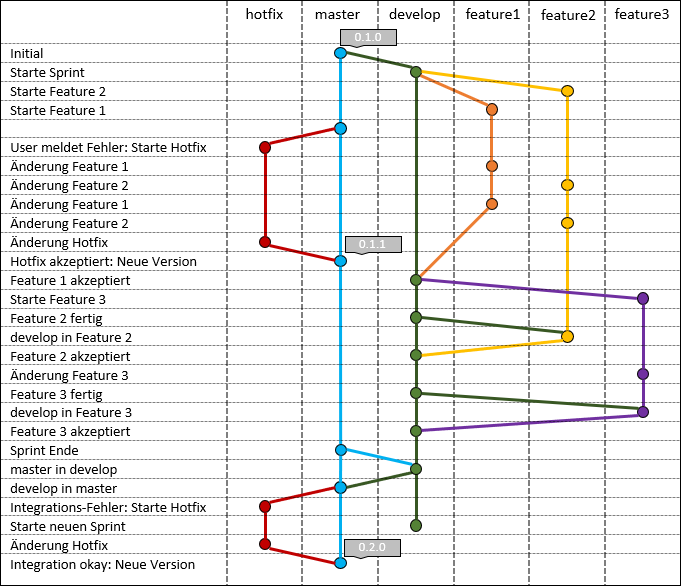 hotfix master develop feature1 feature2 feature3
0.1.0
Initial
Starte Sprint
Starte Feature 2
Starte Feature 1
User meldet Fehler: Starte Hotfix
Änderung Feature 1
Änderung Feature 2
Änderung Feature 1
Änderung Feature 2
Änderung Hotfix
0.1.1
Hotfix akzeptiert: Neue Version
Feature 1 akzeptiert
Starte Feature 3
Feature 2 fertig
develop in Feature 2
Feature 2 akzeptiert
Änderung Feature 3
Feature 3 fertig
develop in Feature 3
Feature 3 akzeptiert
Sprint Ende
master in develop
develop in master
Integrations-Fehler: Starte Hotfix
Starte neuen Sprint
Änderung Hotfix
0.2.0
Integration okay: Neue Version